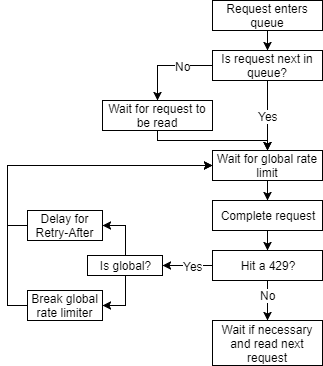 Request enters
queue
Is request next in
queue?
No
Wait for request to
be read
Yes
Wait for global rate
limit
Delay for
Retry-After
Complete request
Is global?
Yes
Hit a 429?
Break global
rate limiter
No
Wait if necessary
and read next
request